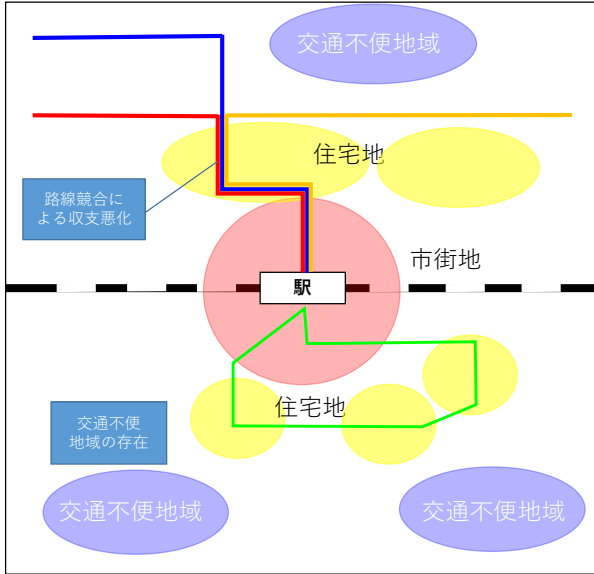 交通不便地域
住宅地
路線競合に
よる収支悪化
市街地
駅
住宅地
交通不便
地域の存在
交通不便地域
交通不便地域